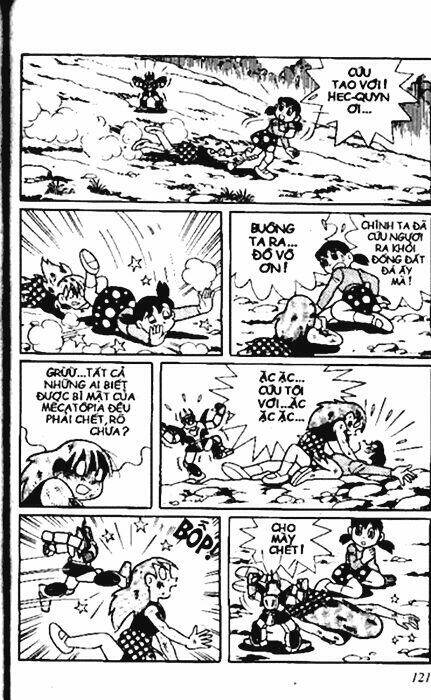 CỨU
TAO VỚI!
HEC-QUYN
ƠI...
BUÔNG
TA RA...
ĐỒ VÔ
ƠN!
CHÍNH TA ĐÃ
CỨU NGƯƠI
RA KHỎI
ĐỐNG ĐẤT
ĐÁ ẤY
MÀ!
GRỪỪ...TẤT CẢ
NHỮNG AI BIẾT
ĐƯỢC BÍ MẬT CỦA
MÊCATÔPIA ĐỀU
PHẢI CHẾT, RÕ
CHƯA?
ẶC ẶC...
CỨU TÔI
VỚI...ẶC
ẶC ẶC...
BỐP!
CHO
MÀY
CHẾT!
121